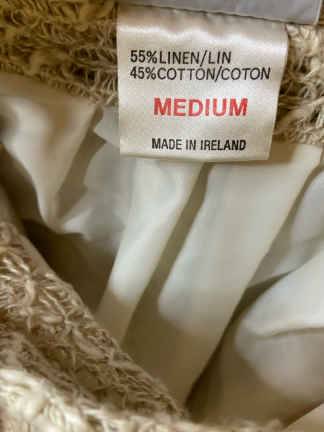 55%LINEN/LIN
45%COTTON/COTON
MEDIUM
MADE IN IRELAND